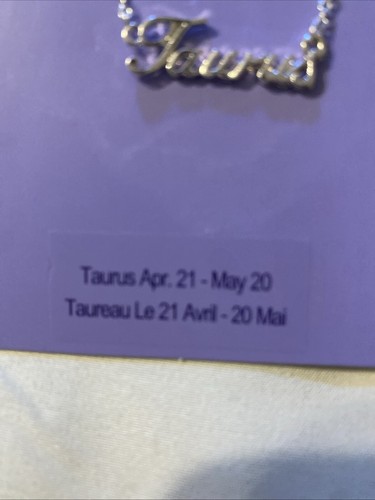 Taurus
Taurus Apr. 21 - May 20
Taureau Le 21 Avril - 20 Mai